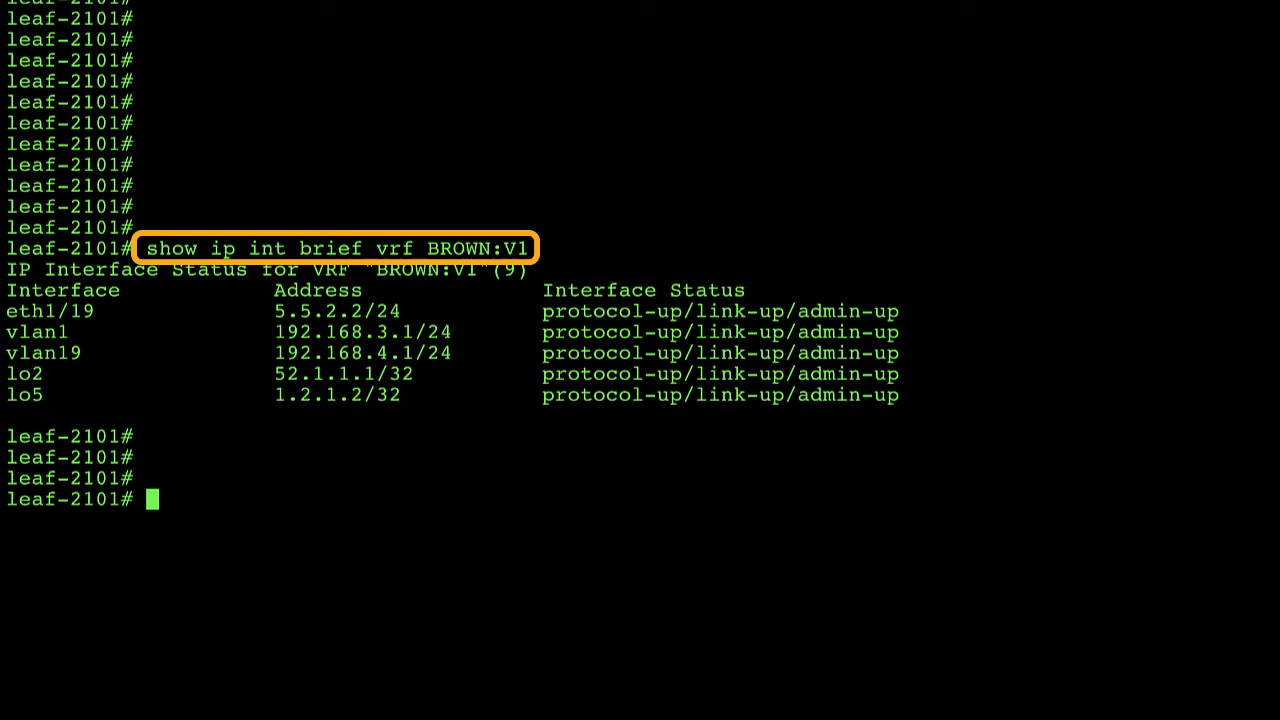 leaf-2101#
leaf-2101#
leaf-2101#
leaf-2101#
leaf-2101#
leaf-2101#
leaf-2101#
leaf-2101#
leaf-2101#
leaf-2101#
leaf-2101#
leaf-2101#
leaf-2101# show ip int brief vrf BROWN:V1
IP Interface Status for VRF "BROWN:V1"(9)
Interface Address Interface Status
eth1/19 5.5.2.2/24 protocol-up/link-up/admin-up
vlan1 192.168.3.1/24 protocol-up/link-up/admin-up
vlan19 192.168.4.1/24 protocol-up/link-up/admin-up
lo2 52.1.1.1/32 protocol-up/link-up/admin-up
lo5 1.2.1.2/32 protocol-up/link-up/admin-up
leaf-2101#
leaf-2101#
leaf-2101#
leaf-2101#